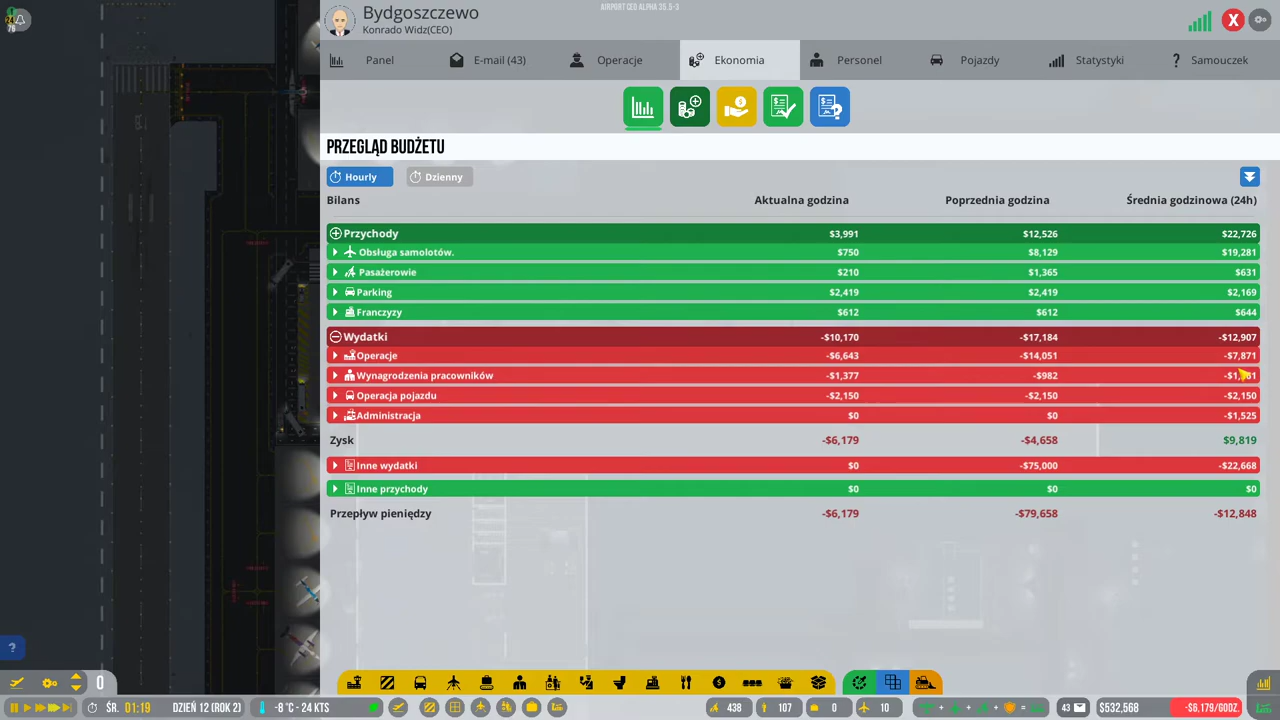 AIRPORT CEO ALPHA 35.5-3
Bydgoszczewo
Konrado Widz(CEO)
Panel
E-mail (43)
Operacje
Ekonomia
Personel
Pojazdy
Statystyki
Samouczek
PRZEGLĄD BUDŻETU
Hourly
Dzienny
Bilans Aktualna godzina Poprzednia godzina Średnia godzinowa (24h)
Przychody $3,991 $12,526 $22,726
Obsługa samolotów. $750 $8,129 $19,281
Pasażerowie $210 $1,365 $631
Parking $2,419 $2,419 $2,169
Franczyzy $612 $612 $644
Wydatki -$10,170 -$17,184 -$12,907
Operacje -$6,643 -$14,051 -$7,871
Wynagrodzenia pracowników -$1,377 -$982
Operacja pojazdu -$2,150 -$2,150 -$2,150
Administracja $0 $0 -$1,525
Zysk -$6,179 -$4,658 $9,819
Inne wydatki $0 -$75,000 -$22,668
Inne przychody $0 $0 $0
Przepływ pieniędzy -$6,179 -$79,658 -$12,848
?
0
ŚR. 01:19 DZIEŃ 12 (ROK 2) -8 °C - 24 KTS 438 107 0 10 43 $532,568 -$6,179/GODZ.